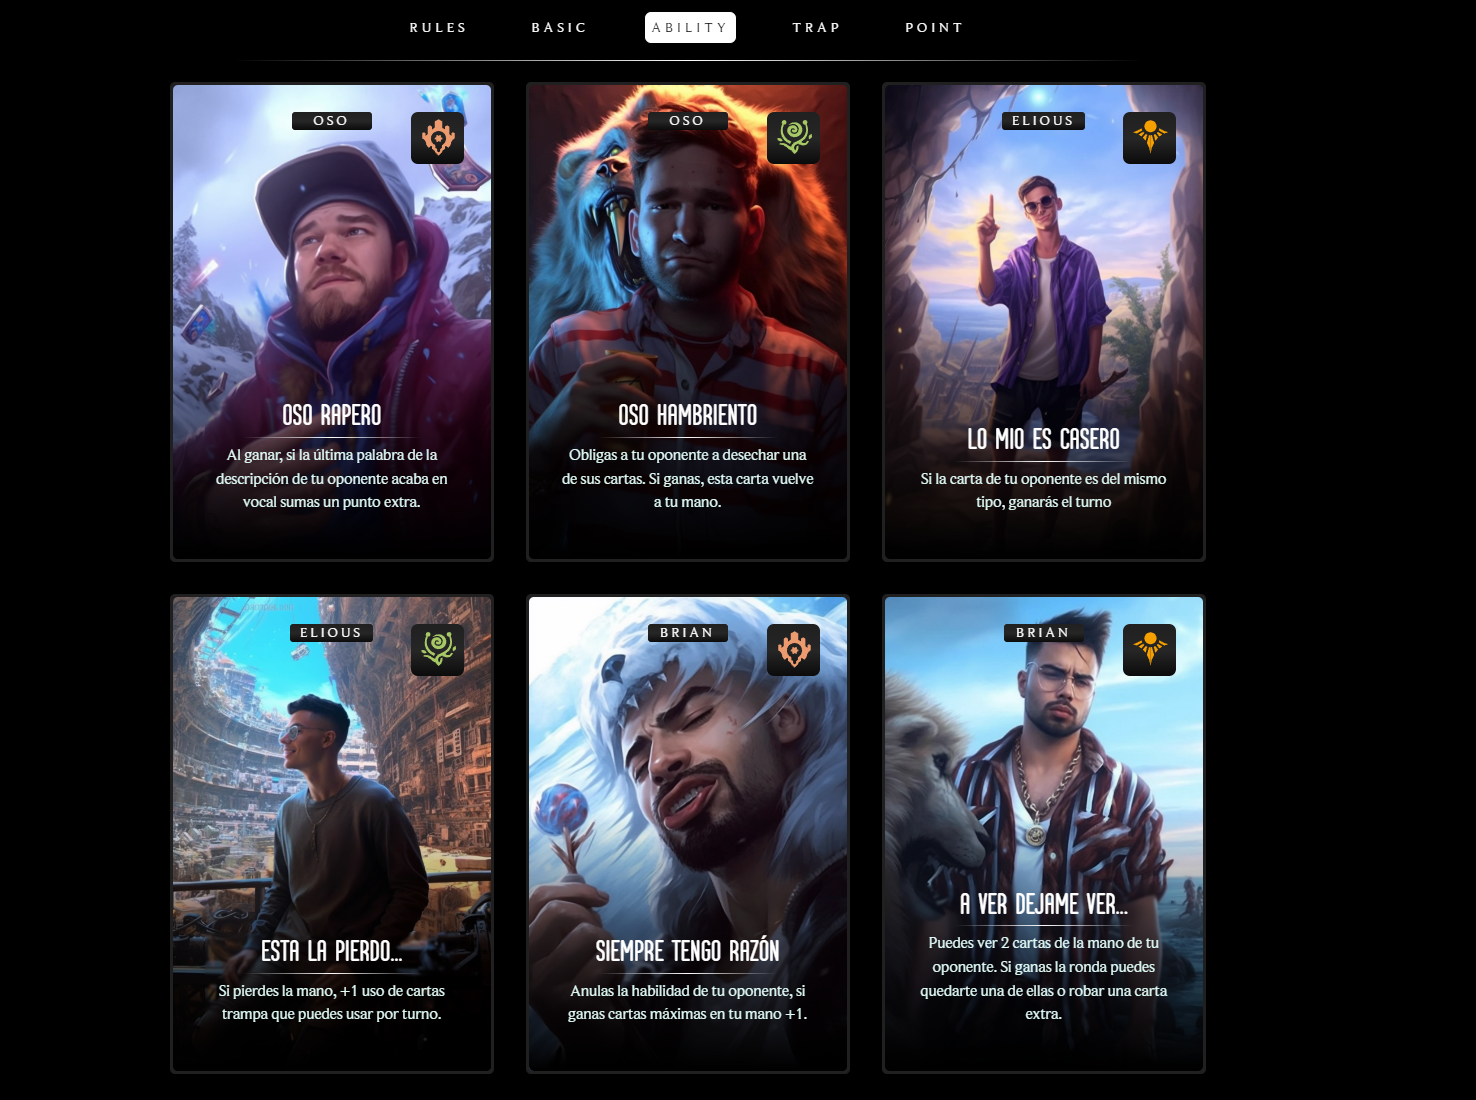 RULES
BASIC
ABILITY
TRAP
POINT
OSO
OSO RAPERO
Al ganar, si la última palabra de la
descripción de tu oponente acaba en
vocal sumas un punto extra.
OSO
OSO HAMBRIENTO
Obligas a tu oponente a desechar una
de sus cartas. Si ganas, esta carta vuelve
a tu mano.
ELIOUS
LO MIO ES CASERO
Si la carta de tu oponente es del mismo
tipo, ganarás el turno
ELIOUS
ESTA LA PIERDO...
Si pierdes la mano, +1 uso de cartas
trampa que puedes usar por turno.
BRIAN
SIEMPRE TENGO RAZÓN
Anulas la habilidad de tu oponente, si
ganas cartas máximas en tu mano +1.
BRIAN
A VER DEJAME VER...
Puedes ver 2 cartas de la mano de tu
oponente. Si ganas la ronda puedes
quedarte una de ellas o robar una carta
extra.